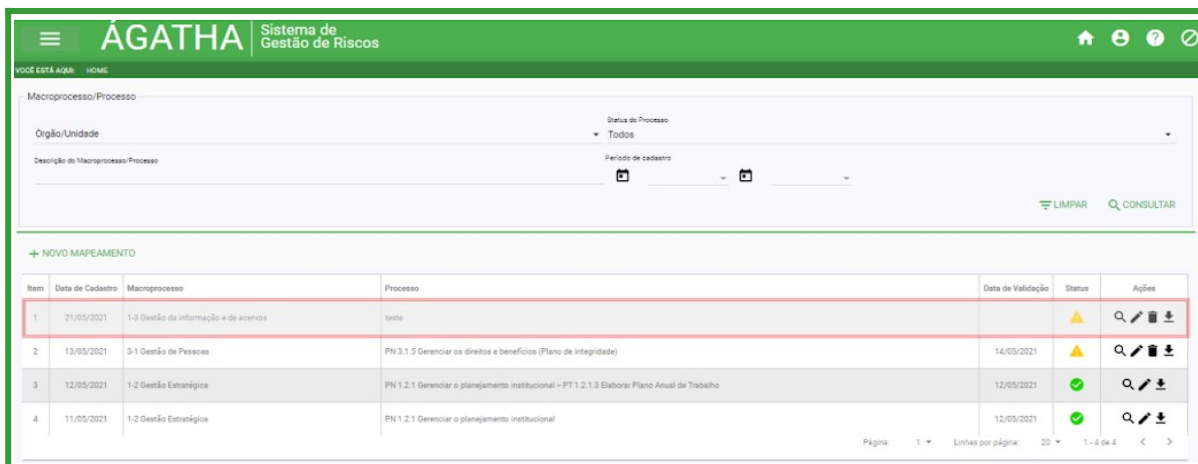 ÁGATHA Sistema de
Gestão de Riscos
VOCÊ ESTÁ AQUI: HOME
Macroprocesso/Processo
Órgão/Unidade
Status do Processo
Todos
Descrição do Macroprocesso/Processo
Período de cadastro
LIMPAR CONSULTAR
+ NOVO MAPEAMENTO
Item Data de Cadastro Macroprocesso Processo Data de Validação Status Ações
1 21/05/2021 1-3 Gestão da informação e de acervos teste
2 13/05/2021 3-1 Gestão de Pessoas PN 3.1.5 Gerenciar os direitos e benefícios (Plano de Integridade) 14/05/2021
3 12/05/2021 1-2 Gestão Estratégica PN 1.2.1 Gerenciar o planejamento institucional > PT 1.2.1.3 Elaborar Plano Anual de Trabalho 12/05/2021
4 11/05/2021 1-2 Gestão Estratégica PN 1.2.1 Gerenciar o planejamento institucional 12/05/2021
Página: 1 Linhas por página: 20 1-4 de 4